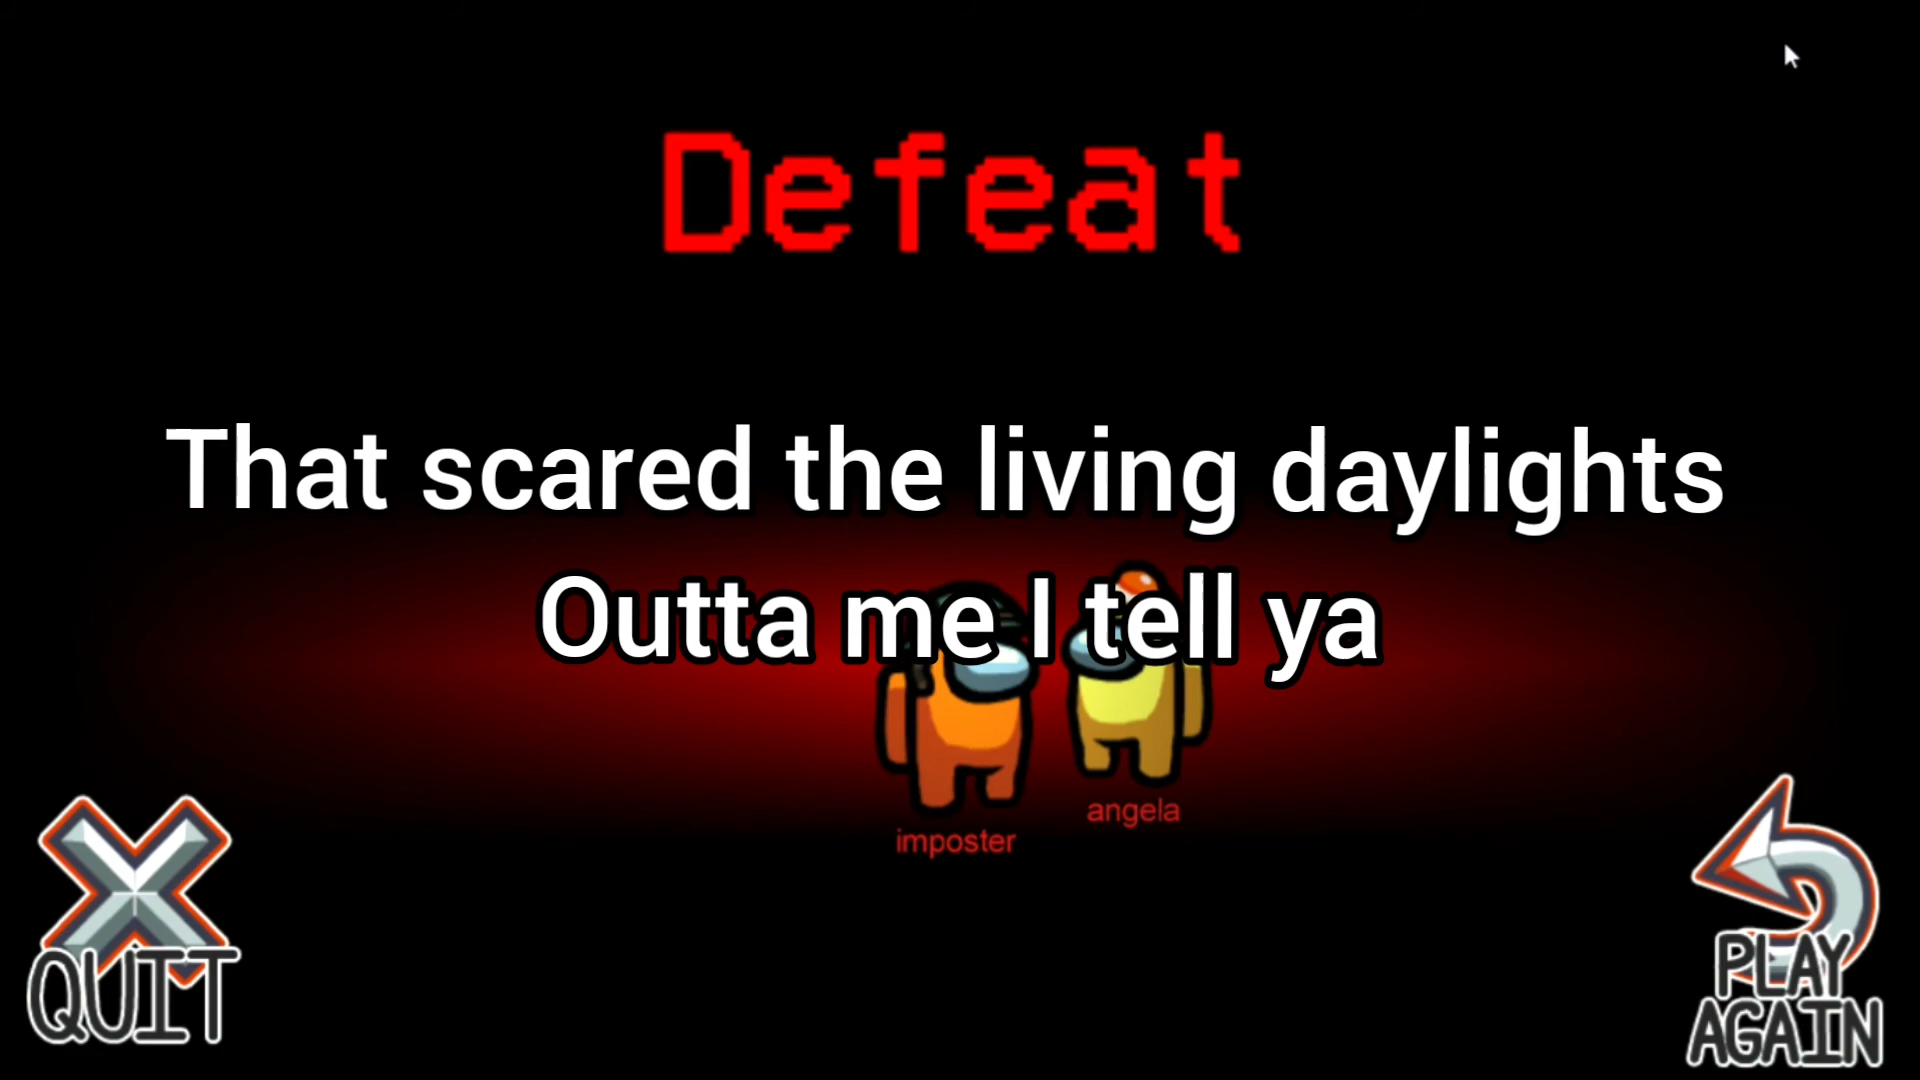 Defeat
That scared the living daylights
Outta me I tell ya
angela
imposter
QUIT
PLAY
AGAIN